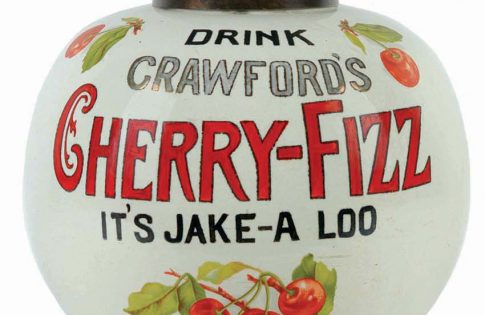 DRINK
CRAWFORD'S
CHERRY-FIZZ
IT'S JAKE-A LOO